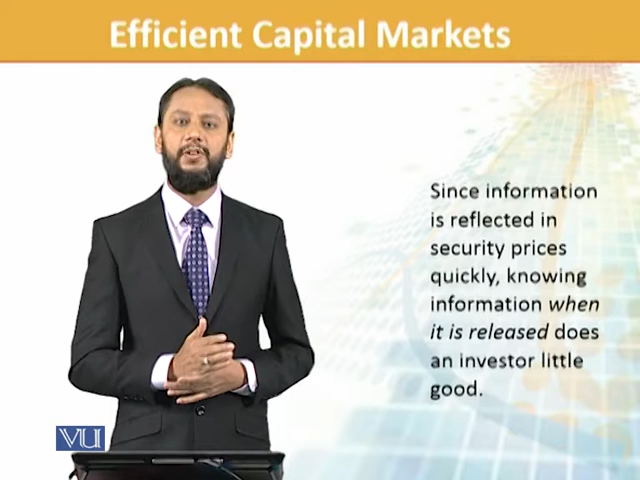 Efficient Capital Markets
Since information
is reflected in
security prices
quickly, knowing
information when
it is released does
an investor little
good.
VU